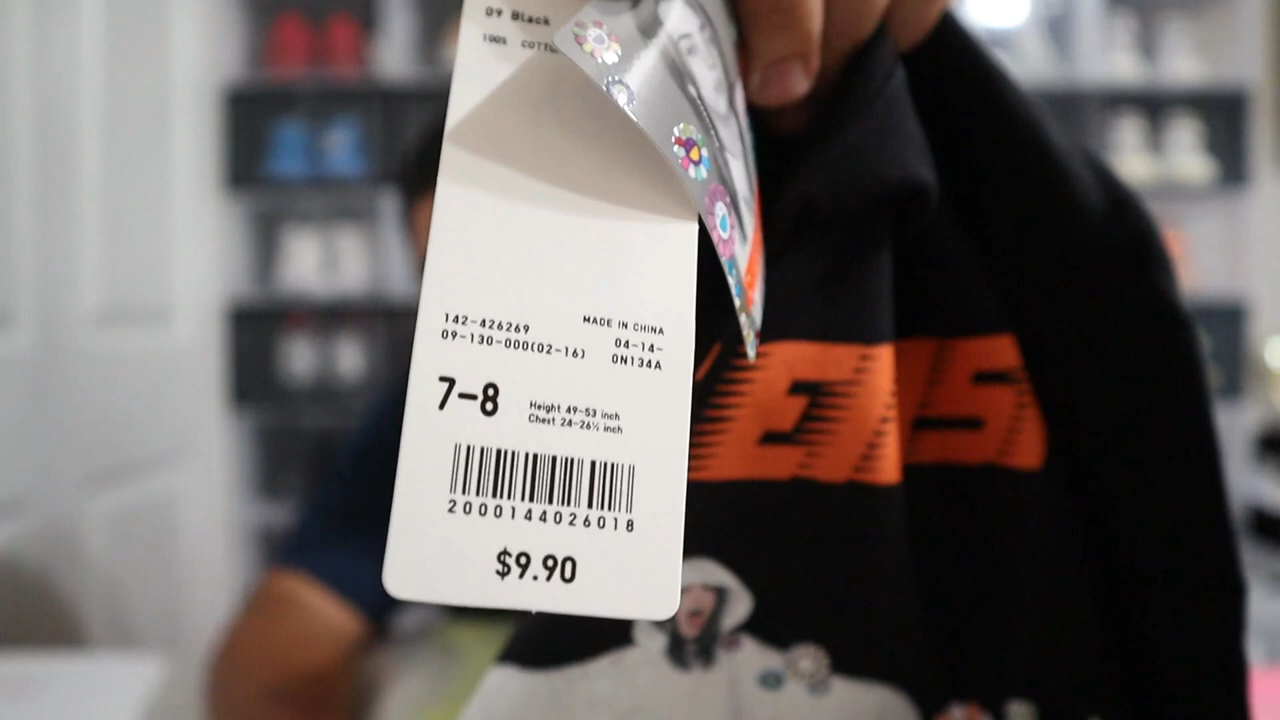 09 Black
100% COTTO
142-426269
MADE IN CHINA
09-130-000(02-16)
04-14-
0N134A
7-8
Height 49-53 inch
Chest 24-26½ inch
2000144026018
$9.90
EIS